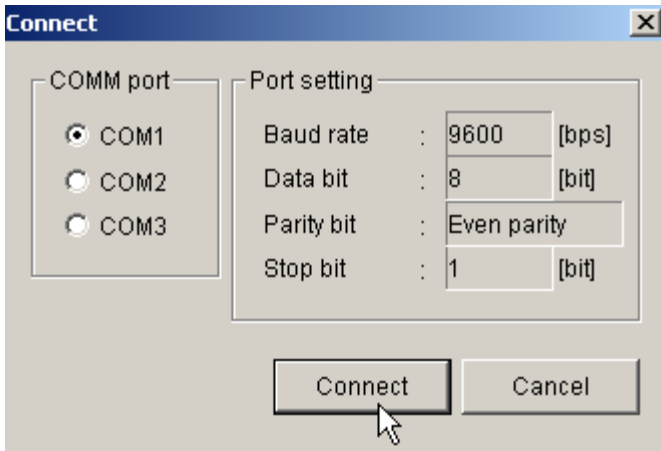 Connect
COMM port
COM1
COM2
COM3
Port setting
Baud rate : 9600 [bps]
Data bit : 8 [bit]
Parity bit : Even parity
Stop bit : 1 [bit]
Connect Cancel